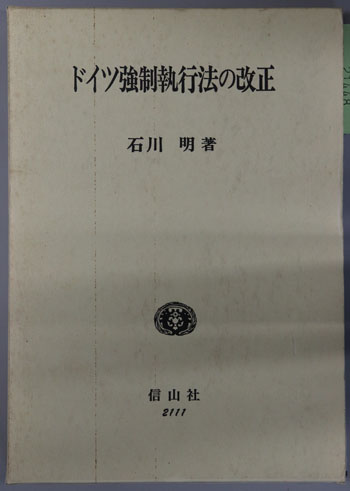 ドイツ強制執行法の改正
石川 明 著
信山社
2111